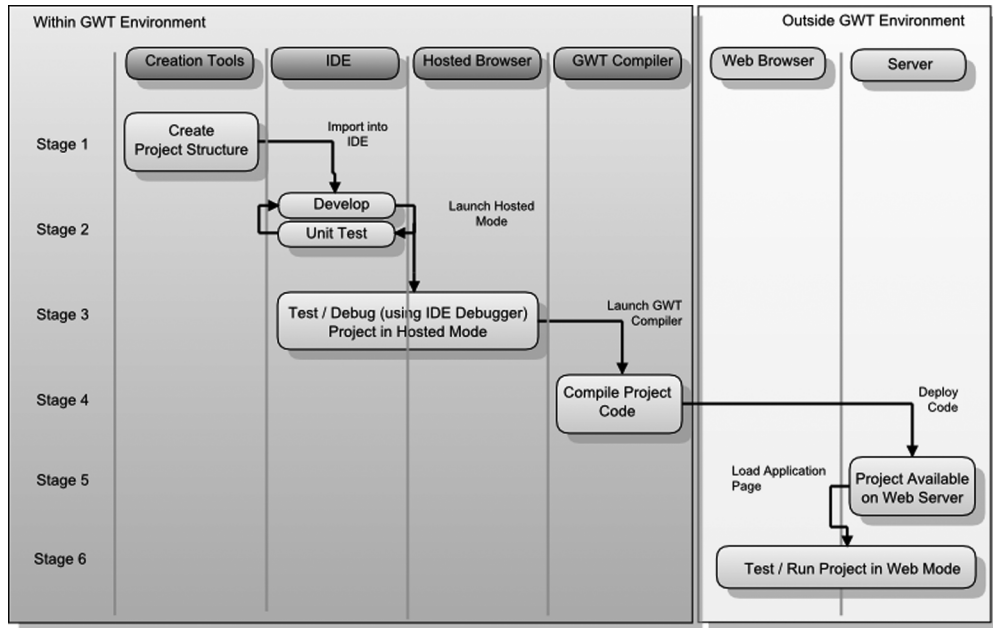 Within GWT Environment
Outside GWT Environment
Creation Tools
IDE
Hosted Browser
GWT Compiler
Web Browser
Server
Stage 1
Create
Project Structure
Import into
IDE
Stage 2
Develop
Unit Test
Launch Hosted
Mode
Stage 3
Test / Debug (using IDE Debugger)
Project in Hosted Mode
Launch GWT
Compiler
Stage 4
Compile Project
Code
Deploy
Code
Stage 5
Load Application
Page
Project Available
on Web Server
Stage 6
Test / Run Project in Web Mode